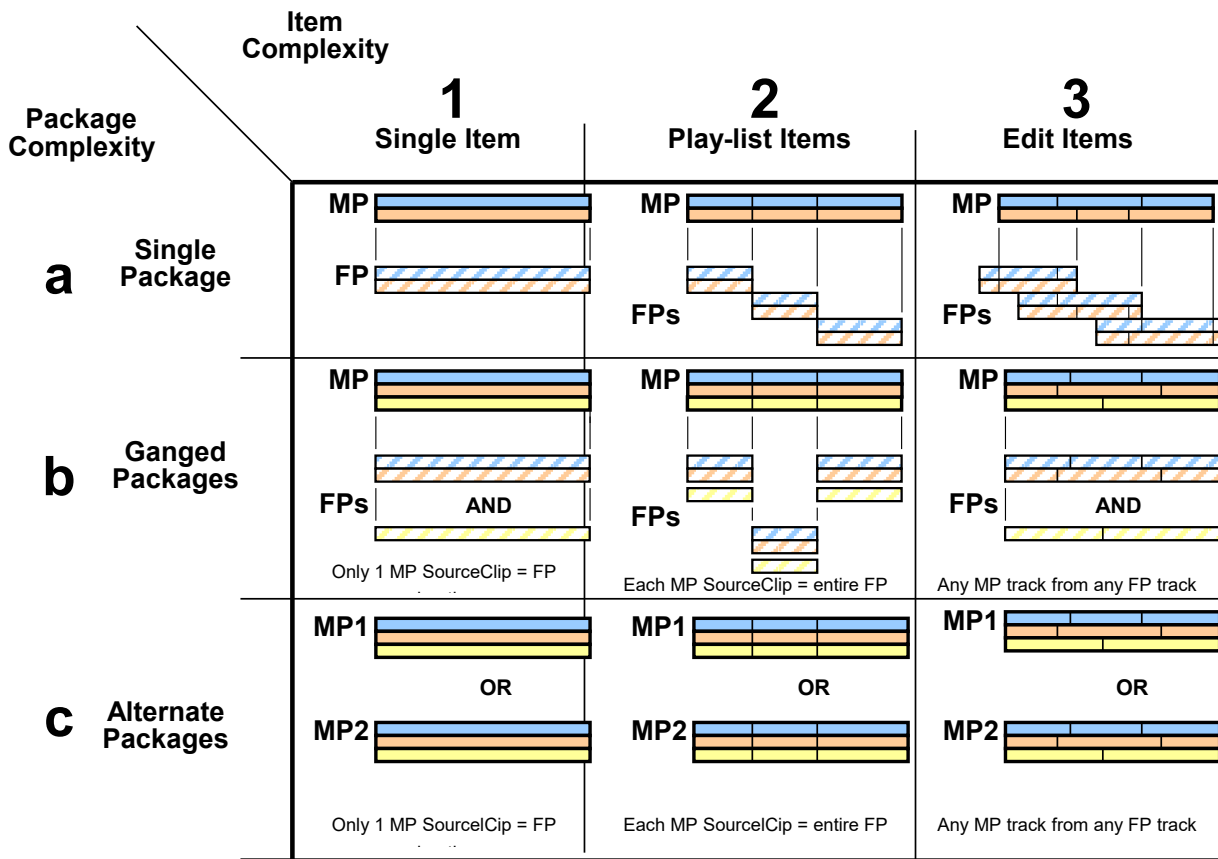 Item
Complexity
Package
Complexity
1
Single Item
2
Play-list Items
3
Edit Items
a
Single
Package
MP
FP
MP
FPs
MP
FPs
b
Ganged
Packages
MP
FPs
AND
Only 1 MP SourceClip = FP
MP
FPs
Each MP SourceClip = entire FP
MP
FPs
AND
Any MP track from any FP track
c
Alternate
Packages
MP1
OR
MP2
Only 1 MP SourcelCip = FP
MP1
OR
MP2
Each MP SourcelCip = entire FP
MP1
OR
MP2
Any MP track from any FP track